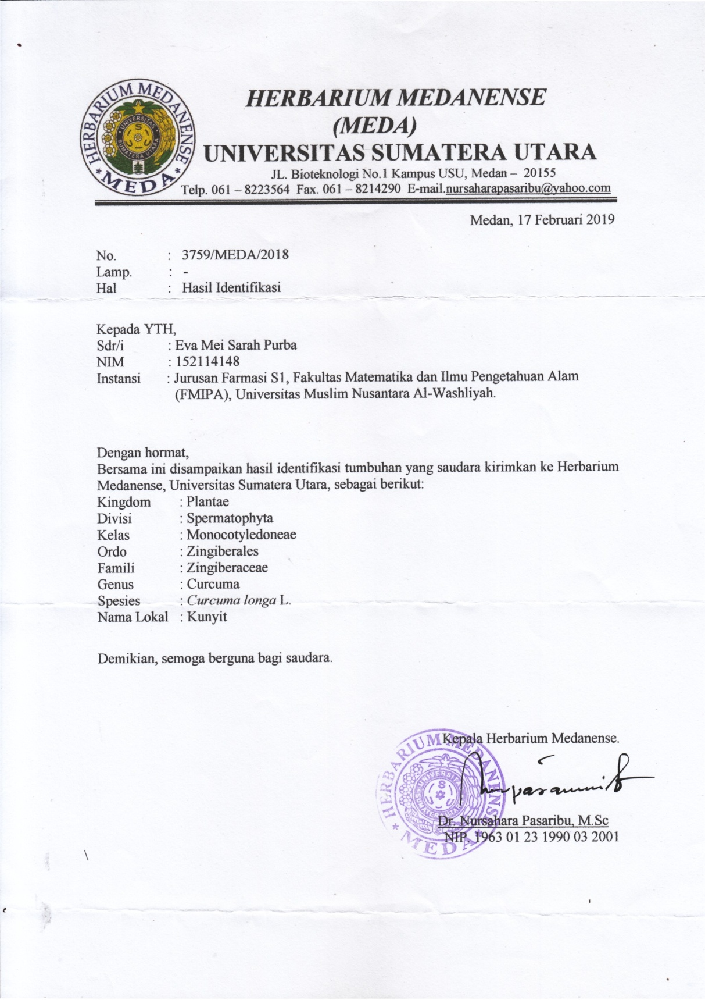 HERBARIUM MEDANENSE
MEDA
UNIVERSITAS
SUMATERA UTARA
HERBARIUM MEDANENSE
(MEDA)
UNIVERSITAS SUMATERA UTARA
JL. Bioteknologi No.1 Kampus USU, Medan – 20155
Telp. 061 – 8223564 Fax. 061 – 8214290 E-mail.nursaharapasaribu@yahoo.com
Medan, 17 Februari 2019
No. : 3759/MEDA/2018
Lamp. : -
Hal : Hasil Identifikasi
Kepada YTH,
Sdr/i : Eva Mei Sarah Purba
NIM : 152114148
Instansi : Jurusan Farmasi S1, Fakultas Matematika dan Ilmu Pengetahuan Alam
(FMIPA), Universitas Muslim Nusantara Al-Washliyah.
Dengan hormat,
Bersama ini disampaikan hasil identifikasi tumbuhan yang saudara kirimkan ke Herbarium
Medanense, Universitas Sumatera Utara, sebagai berikut:
Kingdom : Plantae
Divisi : Spermatophyta
Kelas : Monocotyledoneae
Ordo : Zingiberales
Famili : Zingiberaceae
Genus : Curcuma
Spesies : Curcuma longa L.
Nama Lokal : Kunyit
Demikian, semoga berguna bagi saudara.
Kepala Herbarium Medanense.
HERBARIUM MEDANENSE
MEDA
UNIVERSITAS
SUMATERA UTARA
Dr. Nursahara Pasaribu, M.Sc
NIP. 1963 01 23 1990 03 2001